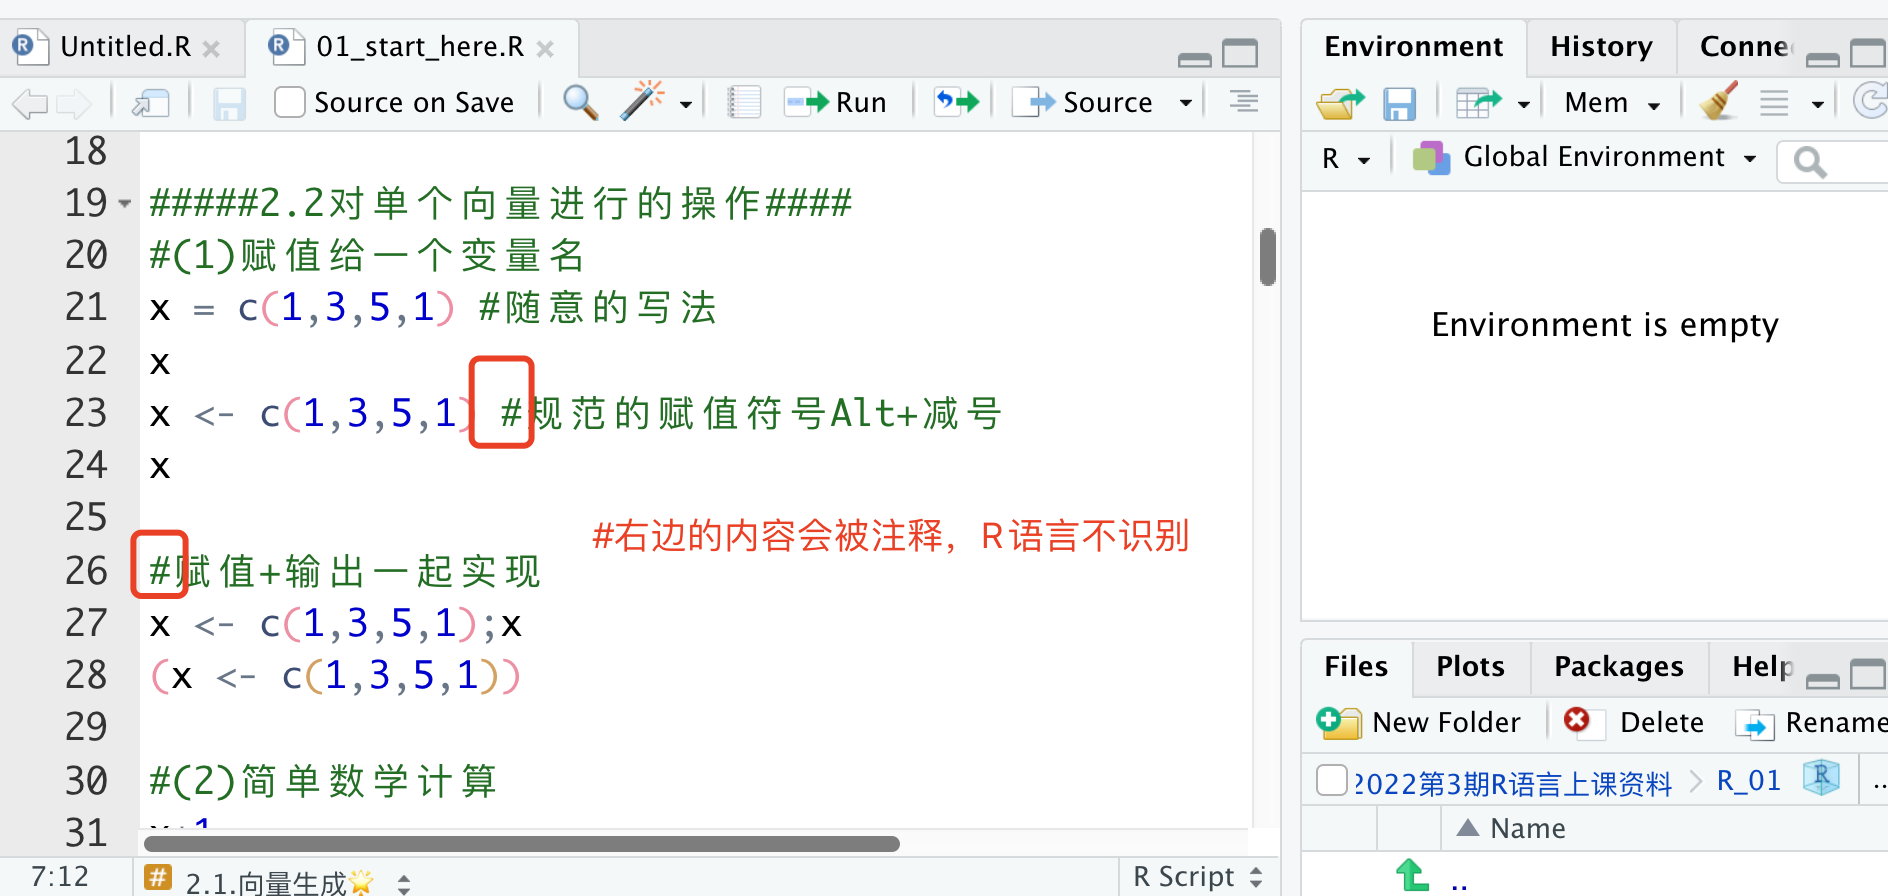 Untitled.R
01_start_here.R
Source on Save
Run
Source
18
19 #####2.2对单个向量进行的操作####
20 #(1)赋值给一个变量名
21 x = c(1,3,5,1) #随意的写法
22 x
23 x <- c(1,3,5,1) #规范的赋值符号Alt+减号
24 x
25
#右边的内容会被注释，R语言不识别
26 #赋值+输出一起实现
27 x <- c(1,3,5,1);x
28 (x <- c(1,3,5,1))
29
30 #(2)简单数学计算
31 x+1
7:12
# 2.1.向量生成🌟
R Script
Environment
History
Conne
Mem
R
Global Environment
Environment is empty
Files
Plots
Packages
Help
New Folder
Delete
Rename
2022第3期R语言上课资料
R_01
R
..
Name
..